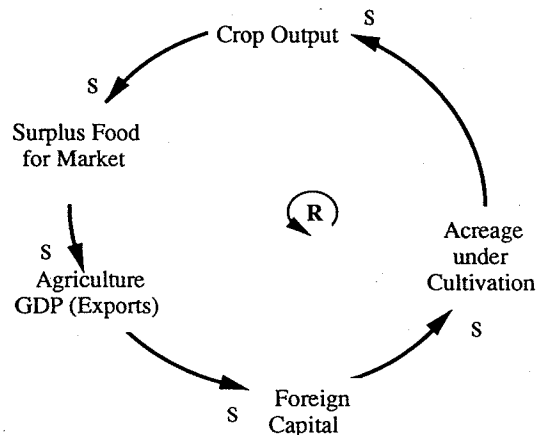 S
Crop Output
S
Surplus Food
for Market
R
S
Acreage
under
Cultivation
Agriculture
GDP (Exports)
S
Foreign
Capital
S